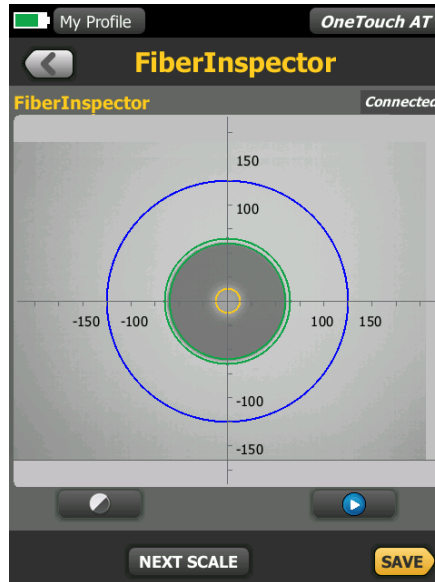 My Profile OneTouch AT
FiberInspector
FiberInspector Connected
150
100
-150 -100 100 150
-100
-150
NEXT SCALE SAVE